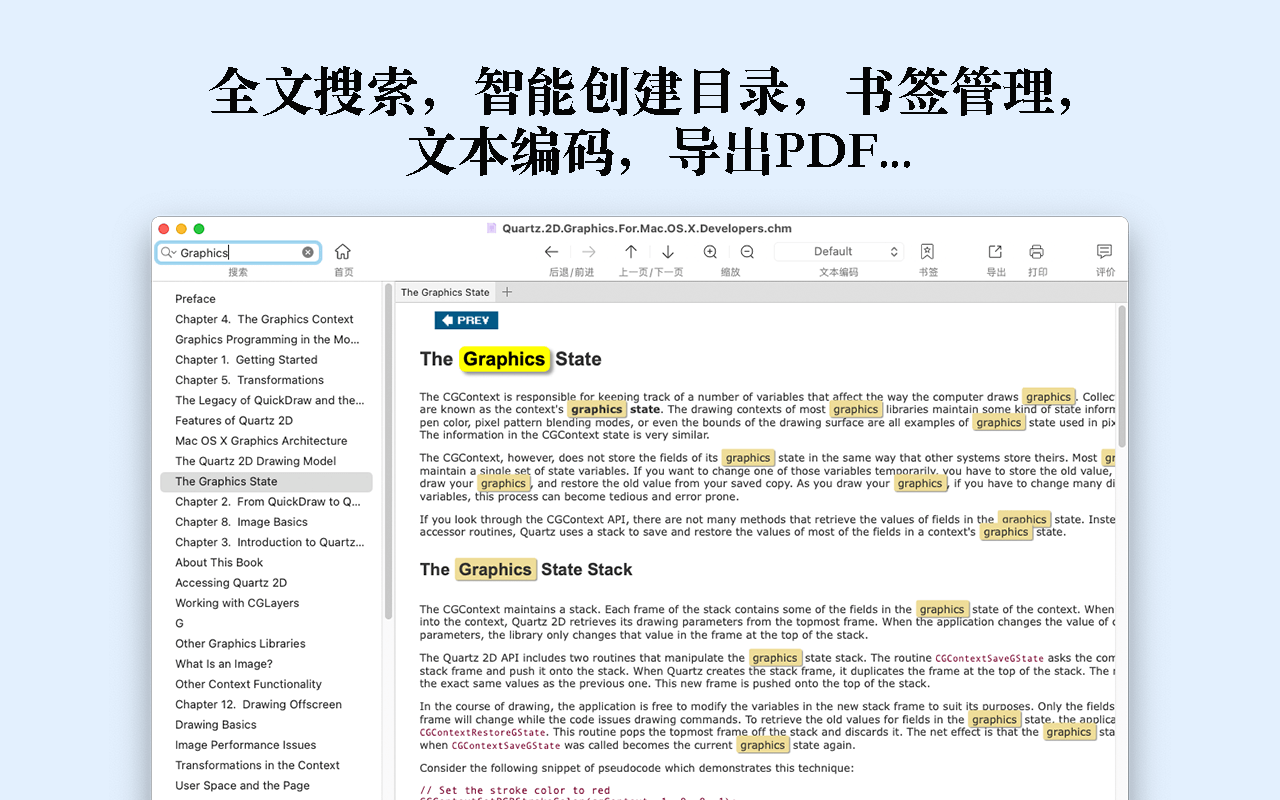 全文搜索，智能创建目录，书签管理，
文本编码，导出PDF...
Quartz.2D.Graphics.For.Mac.OS.X.Developers.chm
Graphics
搜索
首页
后退/前进
上一页/下一页
缩放
Default
文本编码
书签
导出
打印
评价
Preface
Chapter 4.  The Graphics Context
Graphics Programming in the Mo...
Chapter 1.  Getting Started
Chapter 5.  Transformations
The Legacy of QuickDraw and the...
Features of Quartz 2D
Mac OS X Graphics Architecture
The Quartz 2D Drawing Model
The Graphics State
Chapter 2.  From QuickDraw to Q...
Chapter 8.  Image Basics
Chapter 3.  Introduction to Quartz...
About This Book
Accessing Quartz 2D
Working with CGLayers
G
Other Graphics Libraries
What Is an Image?
Other Context Functionality
Chapter 12.  Drawing Offscreen
Drawing Basics
Image Performance Issues
Transformations in the Context
User Space and the Page
The Graphics State
PREV
The Graphics State
The CGContext is responsible for keeping track of a number of variables that affect the way the computer draws graphics. Collec
are known as the context's graphics state. The drawing contexts of most graphics libraries maintain some kind of state inform
pen color, pixel pattern blending modes, or even the bounds of the drawing surface are all examples of graphics state used in pix
The information in the CGContext state is very similar.
The CGContext, however, does not store the fields of its graphics state in the same way that other systems store theirs. Most gr
maintain a single set of state variables. If you want to change one of those variables temporarily, you have to store the old value,
draw your graphics, and restore the old value from your saved copy. As you draw your graphics, if you have to change many di
variables, this process can become tedious and error prone.
If you look through the CGContext API, there are not many methods that retrieve the values of fields in the graphics state. Inste
accessor routines, Quartz uses a stack to save and restore the values of most of the fields in a context's graphics state.
The Graphics State Stack
The CGContext maintains a stack. Each frame of the stack contains some of the fields in the graphics state of the context. When
into the context, Quartz 2D retrieves its drawing parameters from the topmost frame. When the application changes the value of
parameters, the library only changes that value in the frame at the top of the stack.
The Quartz 2D API includes two routines that manipulate the graphics state stack. The routine CGContextSaveGState asks the com
stack frame and push it onto the stack. When Quartz creates the stack frame, it duplicates the frame at the top of the stack. The
the exact same values as the previous one. This new frame is pushed onto the top of the stack.
In the course of drawing, the application is free to modify the variables in the new stack frame to suit its purposes. Only the fields
frame will change while the code issues drawing commands. To retrieve the old values for fields in the graphics state, the applica
CGContextRestoreGState. This routine pops the topmost frame off the stack and discards it. The net effect is that the graphics sta
when CGContextSaveGState was called becomes the current graphics state again.
Consider the following snippet of pseudocode which demonstrates this technique:
// Set the stroke color to red